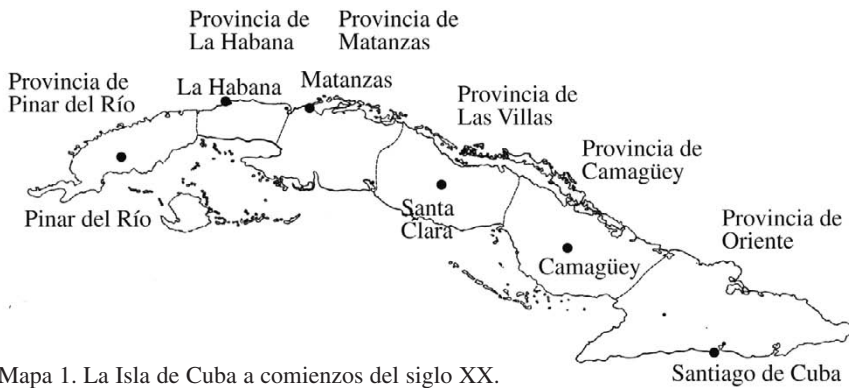 Provincia de
La Habana
Provincia de
Matanzas
Provincia de
Pinar del Río
La Habana
Matanzas
Provincia de
Las Villas
Provincia de
Camagüey
Pinar del Río
Santa
Clara
Provincia de
Oriente
Camagüey
Mapa 1. La Isla de Cuba a comienzos del siglo XX.
Santiago de Cuba